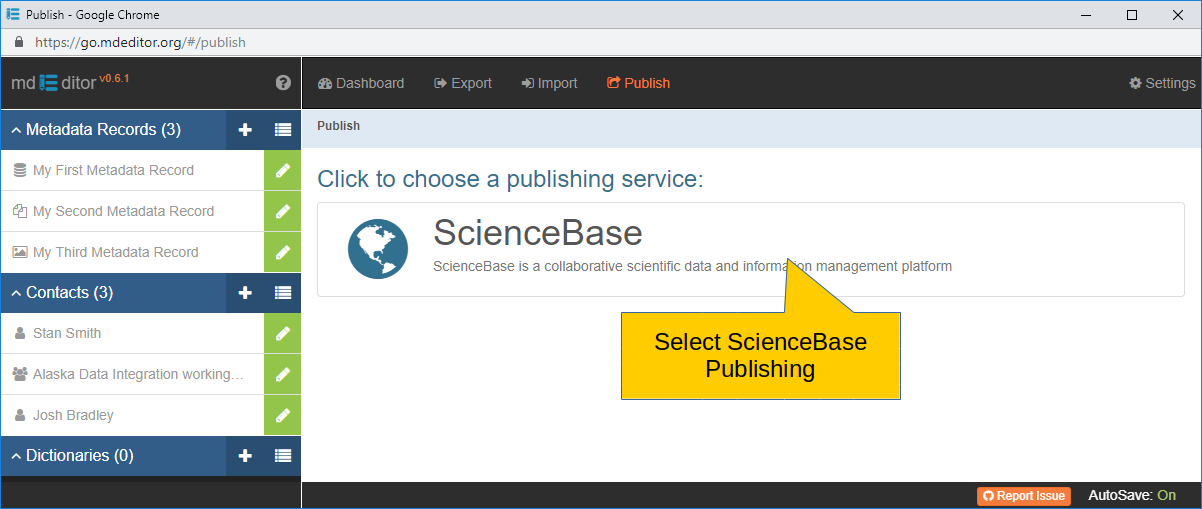 Publish - Google Chrome
https://go.mdeditor.org/#/publish
md ditor v0.6.1
Dashboard Export Import Publish Settings
Metadata Records (3)
My First Metadata Record
My Second Metadata Record
My Third Metadata Record
Contacts (3)
Stan Smith
Alaska Data Integration working...
Josh Bradley
Dictionaries (0)
Publish
Click to choose a publishing service:
ScienceBase
ScienceBase is a collaborative scientific data and information management platform
Select ScienceBase
Publishing
Report Issue AutoSave: On